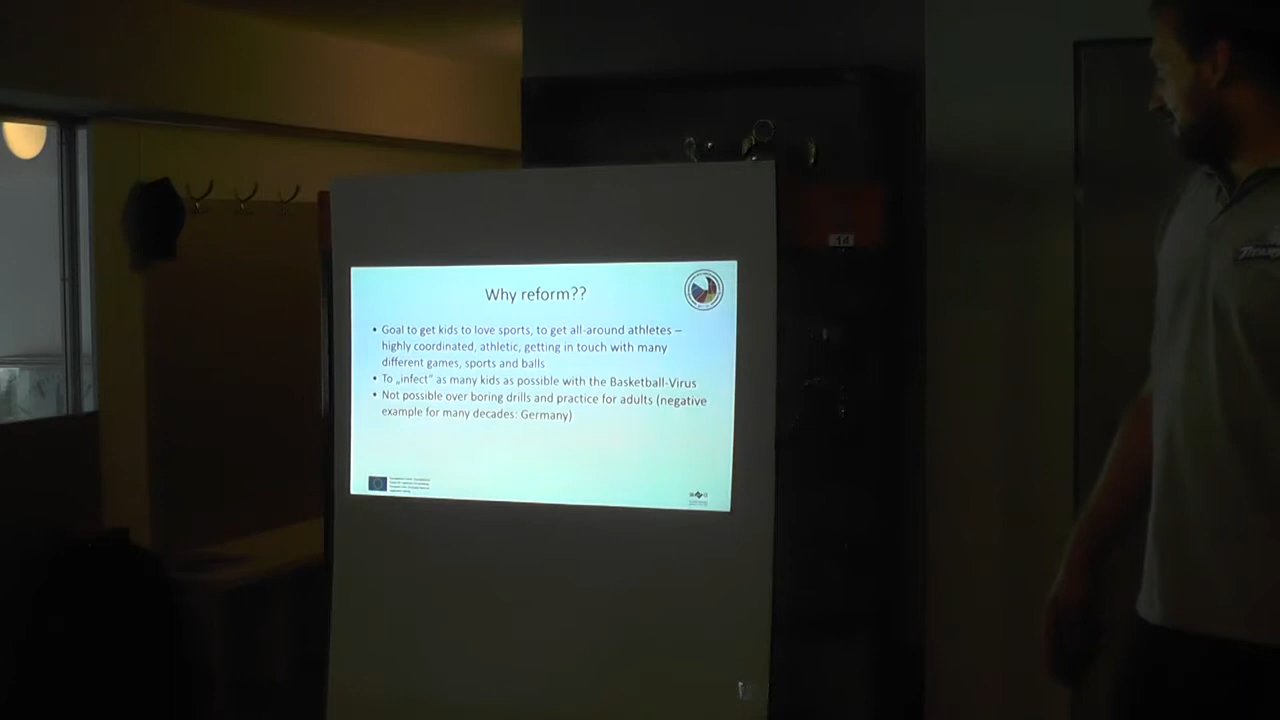 14
Why reform??
• Goal to get kids to love sports, to get all-around athletes –
highly coordinated, athletic, getting in touch with many
different games, sports and balls
• To „infect" as many kids as possible with the Basketball-Virus
• Not possible over boring drills and practice for adults (negative
example for many decades: Germany)